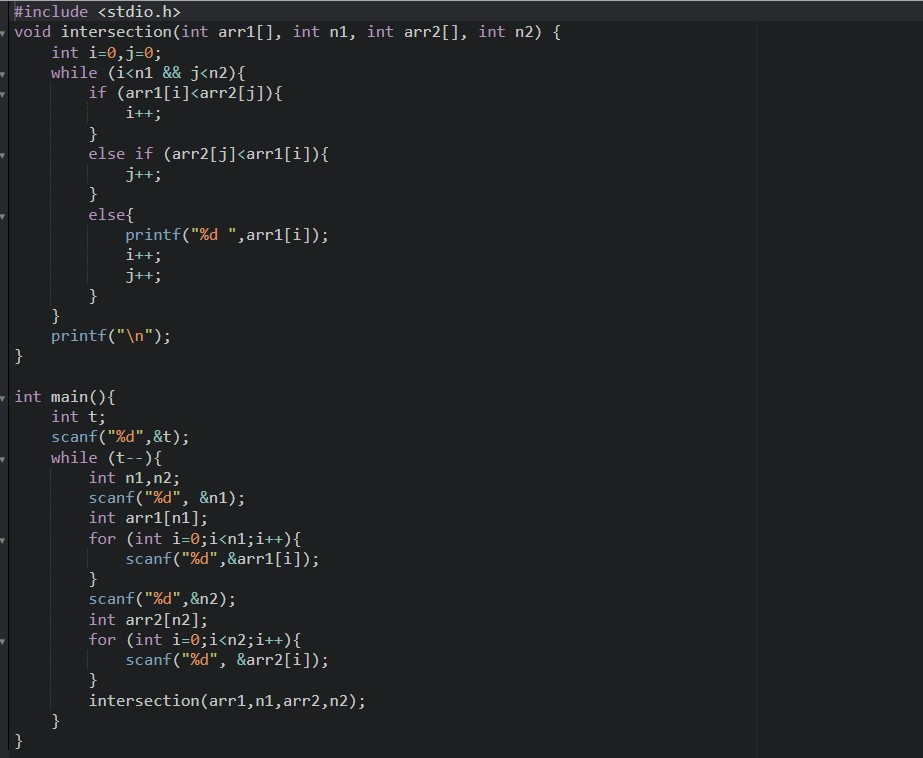 #include <stdio.h>
void intersection(int arr1[], int n1, int arr2[], int n2) {
    int i=0,j=0;
    while (i<n1 && j<n2){
        if (arr1[i]<arr2[j]){
            i++;
        }
        else if (arr2[j]<arr1[i]){
            j++;
        }
        else{
            printf("%d ",arr1[i]);
            i++;
            j++;
        }
    }
    printf("\n");
}

int main(){
    int t;
    scanf("%d",&t);
    while (t--){
        int n1,n2;
        scanf("%d", &n1);
        int arr1[n1];
        for (int i=0;i<n1;i++){
            scanf("%d",&arr1[i]);
        }
        scanf("%d",&n2);
        int arr2[n2];
        for (int i=0;i<n2;i++){
            scanf("%d", &arr2[i]);
        }
        intersection(arr1,n1,arr2,n2);
    }
}